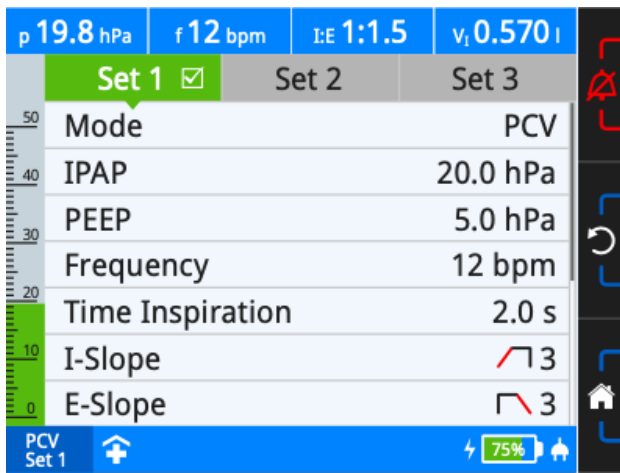 p 19.8 hPa f 12 bpm I:E 1:1.5 VI 0.570 l
Set 1 Set 2 Set 3
50
Mode PCV
40
IPAP 20.0 hPa
PEEP 5.0 hPa
30
Frequency 12 bpm
20
Time Inspiration 2.0 s
10
I-Slope 3
0
E-Slope 3
PCV
Set 1
75%